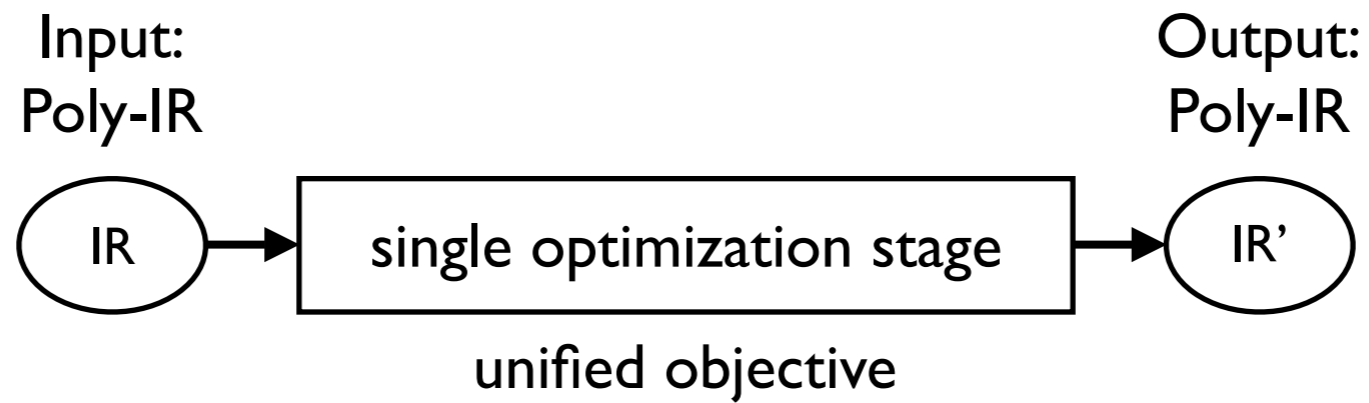 Input:
Poly-IR
Output:
Poly-IR
IR
single optimization stage
IR’
unified objective